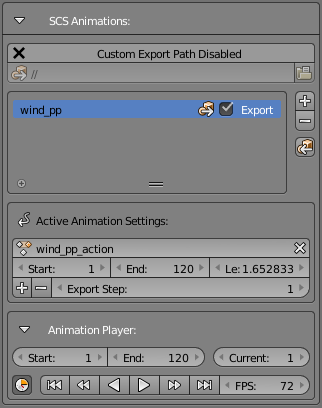 SCS Animations:
Custom Export Path Disabled
//
wind_pp Export
Active Animation Settings:
wind_pp_action
Start: 1 End: 120 Le: 1.652833
Export Step: 1
Animation Player:
Start: 1 End: 120 Current: 1
FPS: 72